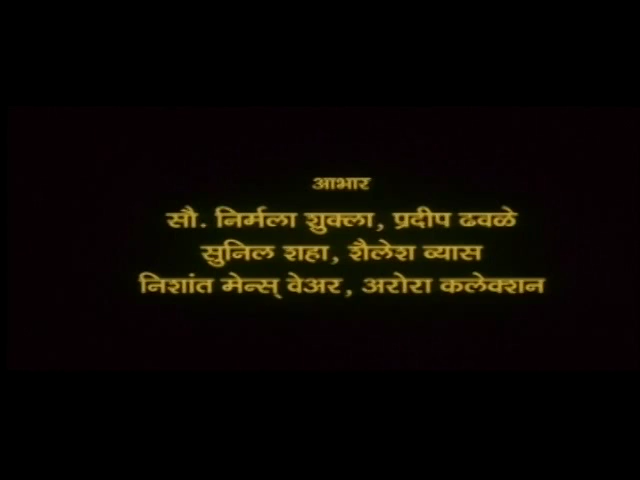 आभार
सौ. निर्मला शुक्ला, प्रदीप ढवळे
सुनिल शहा, शैलेश व्यास
निशांत मेन्स् वेअर, अरोरा कलेक्शन